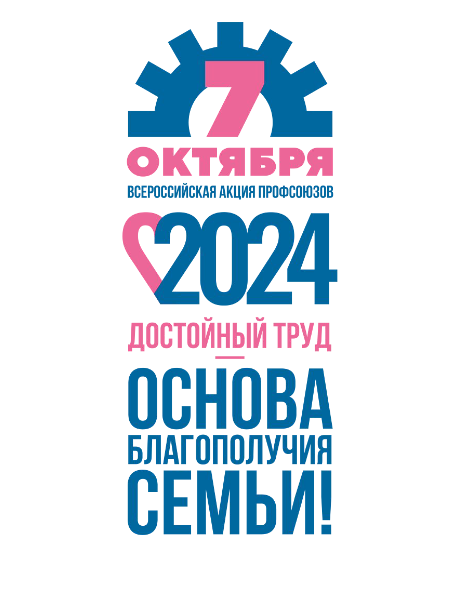 7
ОКТЯБРЯ
ВСЕРОССИЙСКАЯ АКЦИЯ ПРОФСОЮЗОВ
2024
ДОСТОЙНЫЙ ТРУД
—
ОСНОВА
БЛАГОПОЛУЧИЯ
СЕМЬИ!